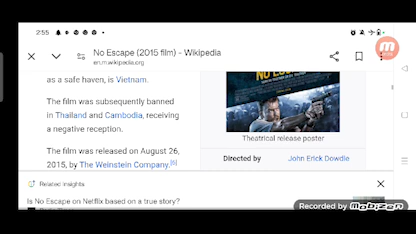 2:55
No Escape (2015 film) - Wikipedia
en.m.wikipedia.org
as a safe haven, is Vietnam.
The film was subsequently banned
in Thailand and Cambodia, receiving
a negative reception.
The film was released on August 26,
2015, by The Weinstein Company.[6]
NO ESCAPE
Theatrical release poster
Directed by John Erick Dowdle
Related Insights
Is No Escape on Netflix based on a true story?
Recorded by Mobizen